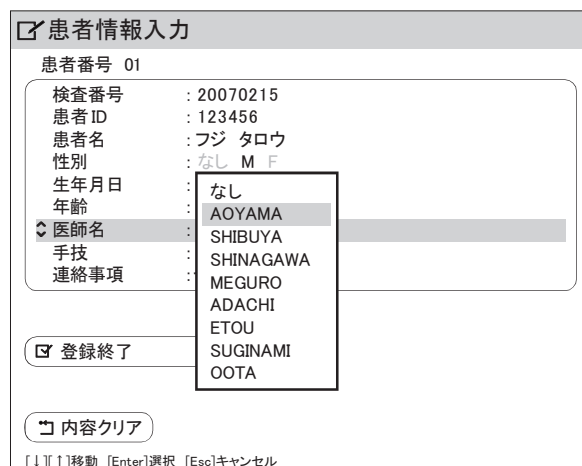 患者情報入力
患者番号 01
検査番号 : 20070215
患者ID : 123456
患者名 : フジ タロウ
性別 : なし M F
生年月日 :
年齢 :
医師名 :
手技 :
連絡事項 :
なし
AOYAMA
SHIBUYA
SHINAGAWA
MEGURO
ADACHI
ETOU
SUGINAMI
OOTA
登録終了
内容クリア
[↓][↑]移動 [Enter]選択 [Esc]キャンセル